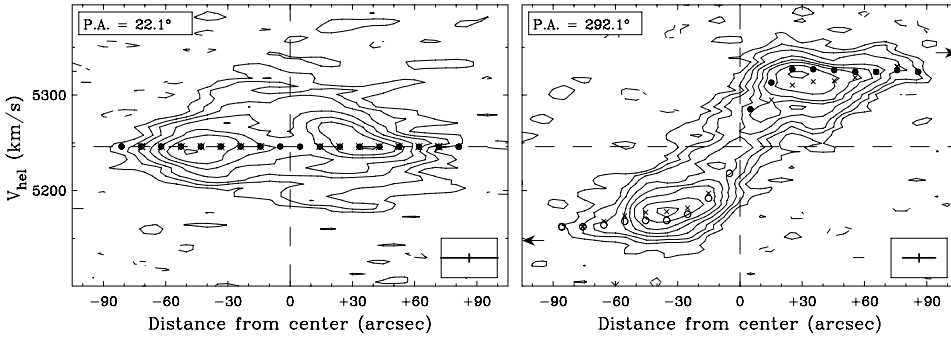 P.A. = 22.1°
P.A. = 292.1°
V_hel (km/s)
5300
5200
−90 −60 −30 0 +30 +60 +90
−90 −60 −30 0 +30 +60 +90
Distance from center (arcsec)
Distance from center (arcsec)